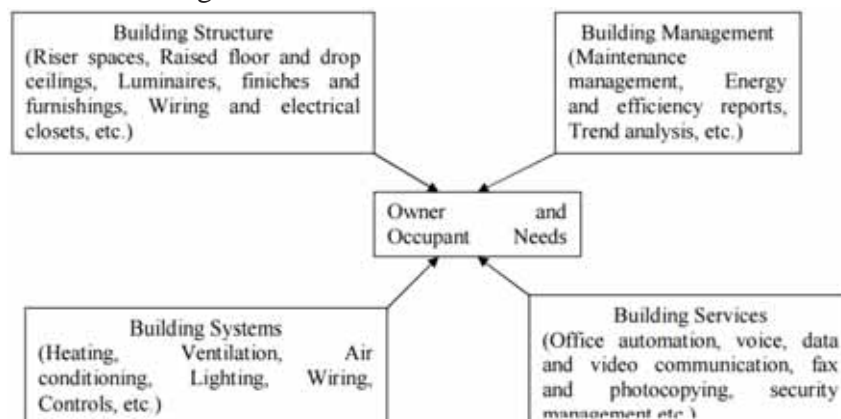 Building Structure
(Riser spaces, Raised floor and drop
ceilings, Luminaires, finiches and
furnishings, Wiring and electrical
closets, etc.)
Building Management
(Maintenance
management, Energy
and efficiency reports,
Trend analysis, etc.)
Owner and
Occupant Needs
Building Systems
(Heating, Ventilation, Air
conditioning, Lighting, Wiring,
Controls, etc.)
Building Services
(Office automation, voice, data
and video communication, fax
and photocopying, security
management etc.)